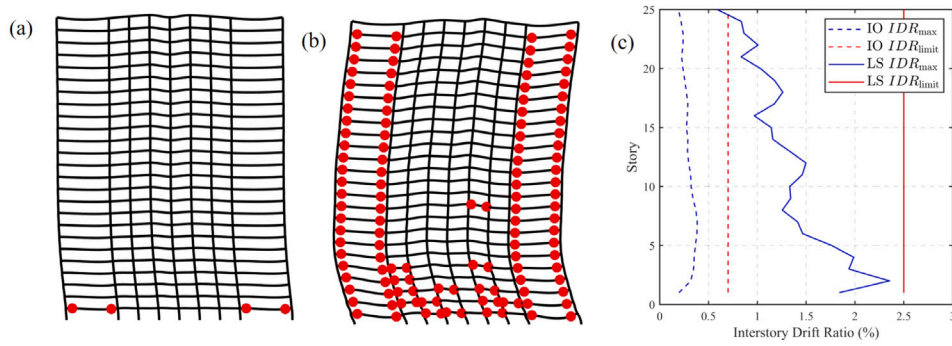 (a)
(b)
(c)
25
20
15
10
5
0
Story
IO IDRmax
IO IDRlimit
LS IDRmax
LS IDRlimit
0 0.5 1 1.5 2 2.5 3
Interstory Drift Ratio (%)